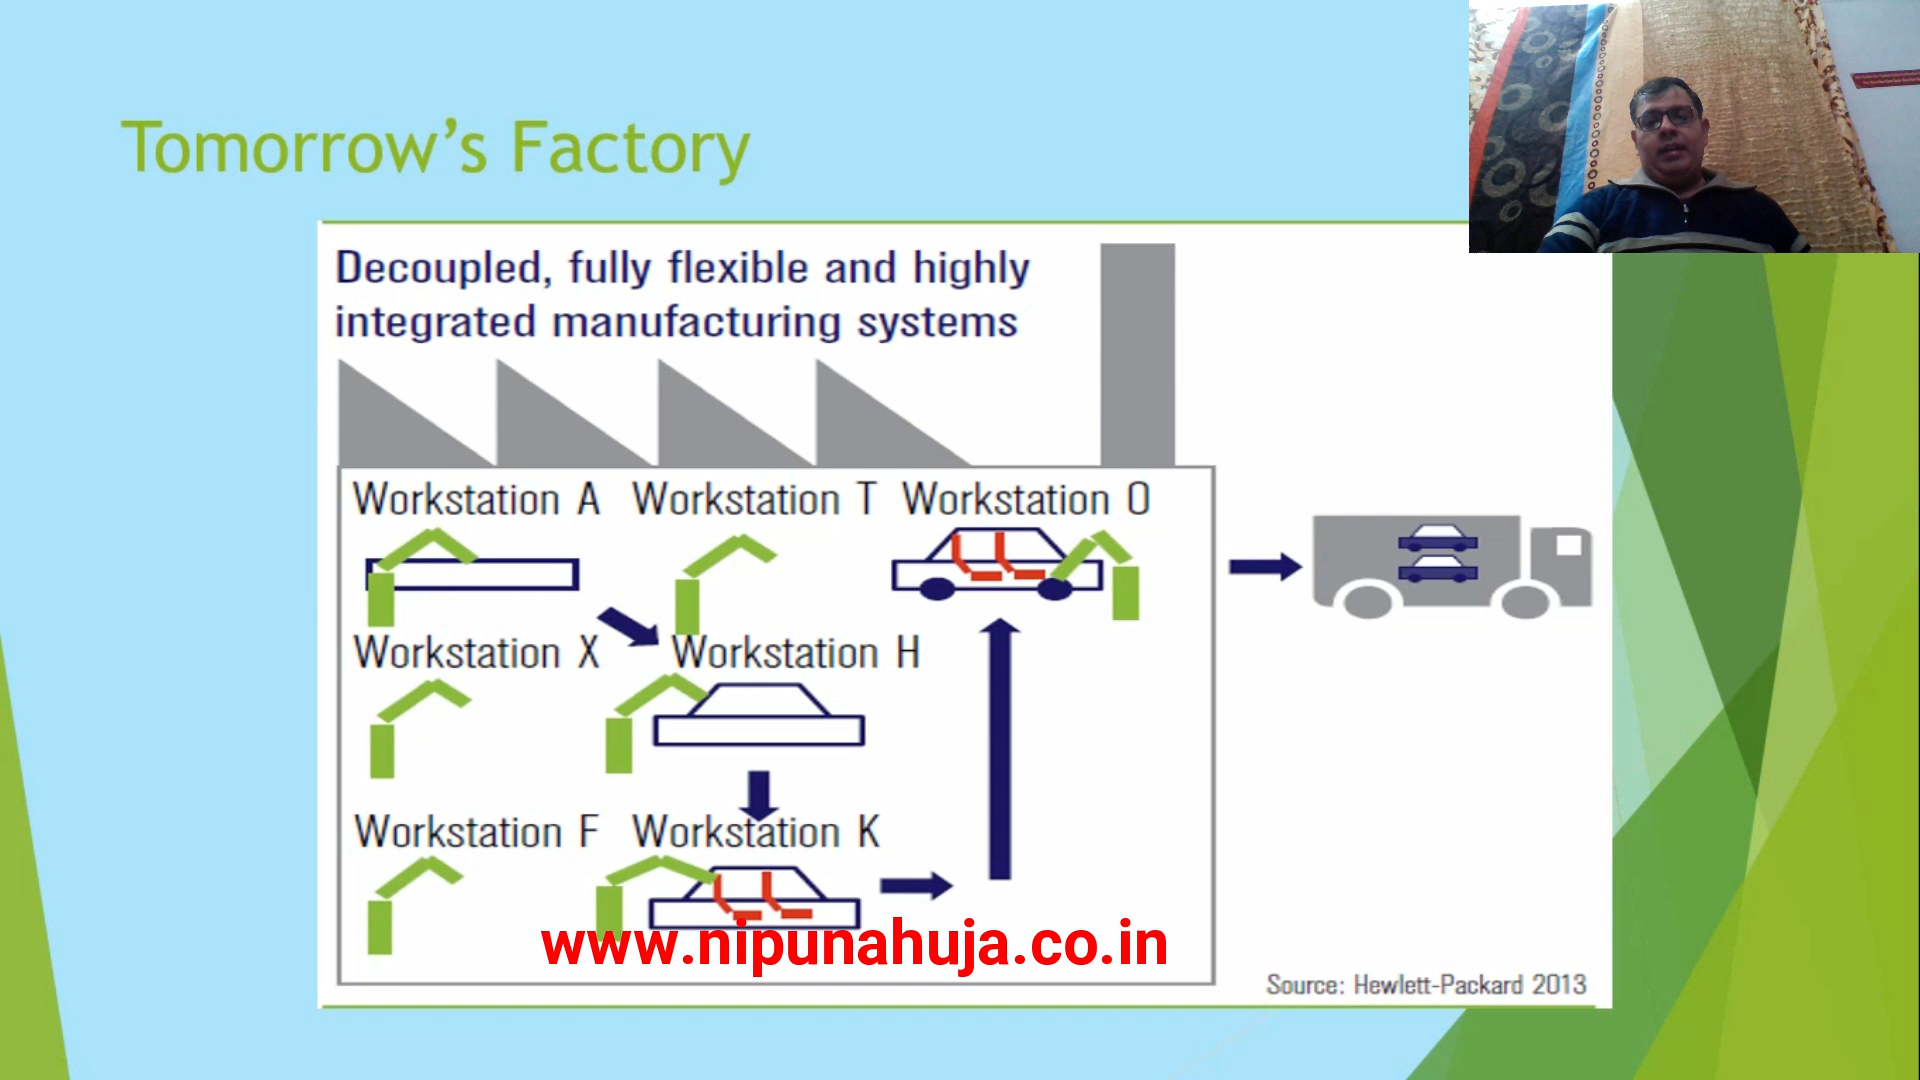 Tomorrow's Factory
Decoupled, fully flexible and highly
integrated manufacturing systems
Workstation A Workstation T Workstation O
Workstation X Workstation H
Workstation F Workstation K
www.nipunahuja.co.in
Source: Hewlett-Packard 2013